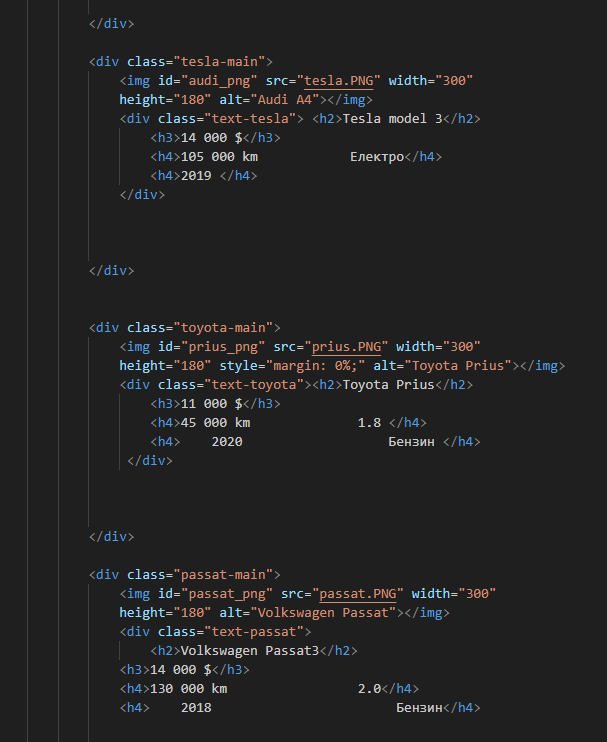 </div>
<div class="tesla-main">
<img id="audi_png" src="tesla.PNG" width="300"
height="180" alt="Audi A4"></img>
<div class="text-tesla"> <h2>Tesla model 3</h2>
<h3>14 000 $</h3>
<h4>105 000 km            Електро</h4>
<h4>2019 </h4>
</div>
</div>
<div class="toyota-main">
<img id="prius_png" src="prius.PNG" width="300"
height="180" style="margin: 0%;" alt="Toyota Prius"></img>
<div class="text-toyota"><h2>Toyota Prius</h2>
<h3>11 000 $</h3>
<h4>45 000 km              1.8 </h4>
<h4>    2020                   Бензин </h4>
</div>
</div>
<div class="passat-main">
<img id="passat_png" src="passat.PNG" width="300"
height="180" alt="Volkswagen Passat"></img>
<div class="text-passat">
<h2>Volkswagen Passat3</h2>
<h3>14 000 $</h3>
<h4>130 000 km                 2.0</h4>
<h4>    2018                        Бензин</h4>